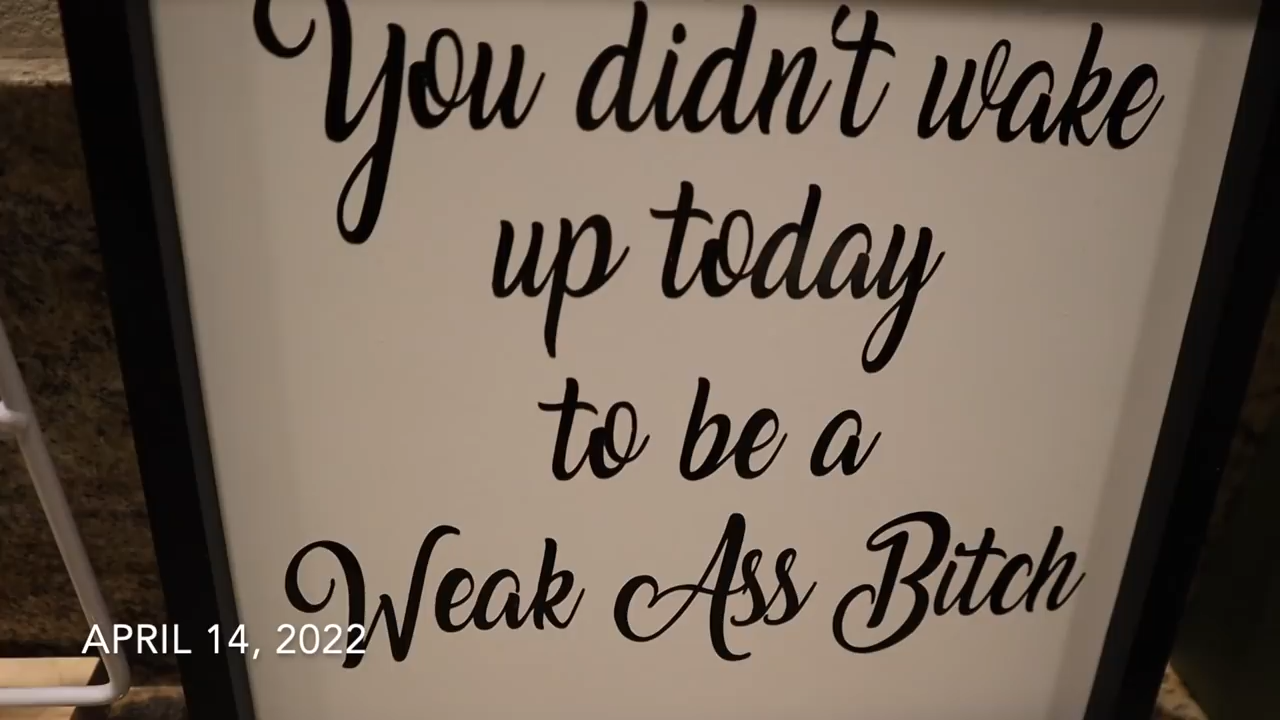 You didn't wake
up today
to be a
Weak Ass Bitch
APRIL 14, 2022